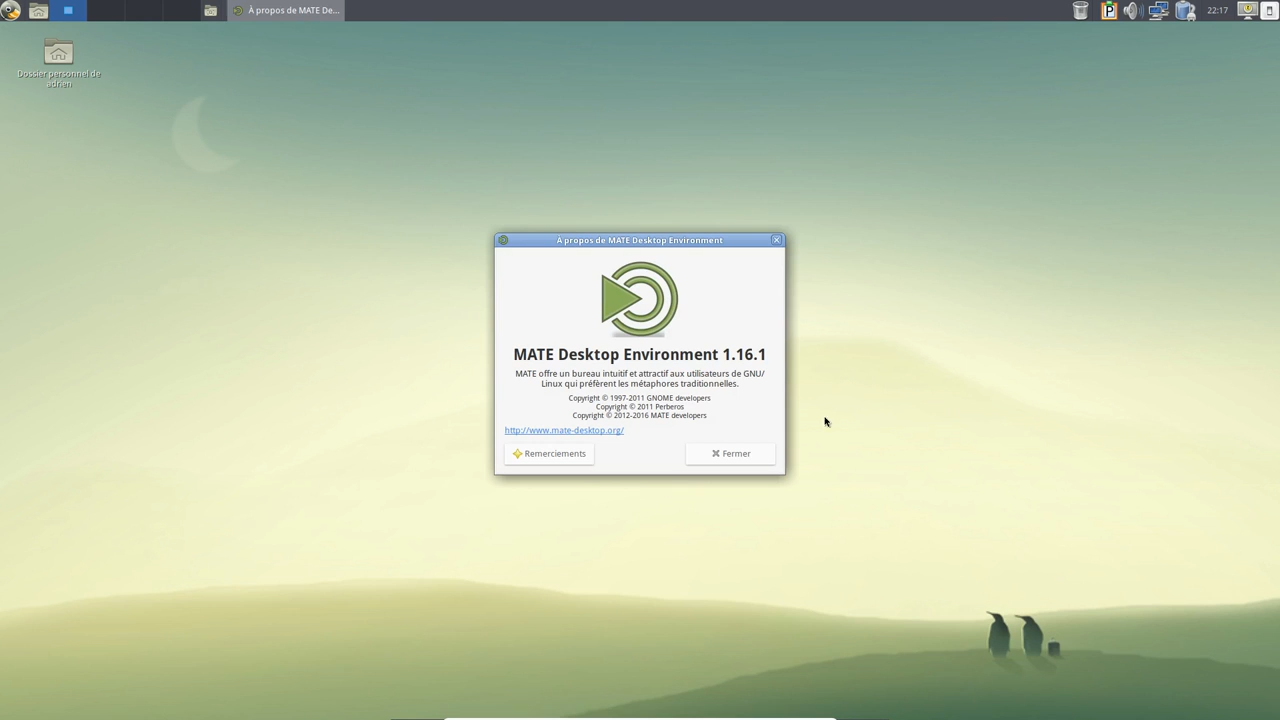 À propos de MATE De...
22:17
Dossier personnel de
adrien
À propos de MATE Desktop Environment
MATE Desktop Environment 1.16.1
MATE offre un bureau intuitif et attractif aux utilisateurs de GNU/
Linux qui préfèrent les métaphores traditionnelles.
Copyright © 1997-2011 GNOME developers
Copyright © 2011 Perberos
Copyright © 2012-2016 MATE developers
http://www.mate-desktop.org/
Remerciements
Fermer